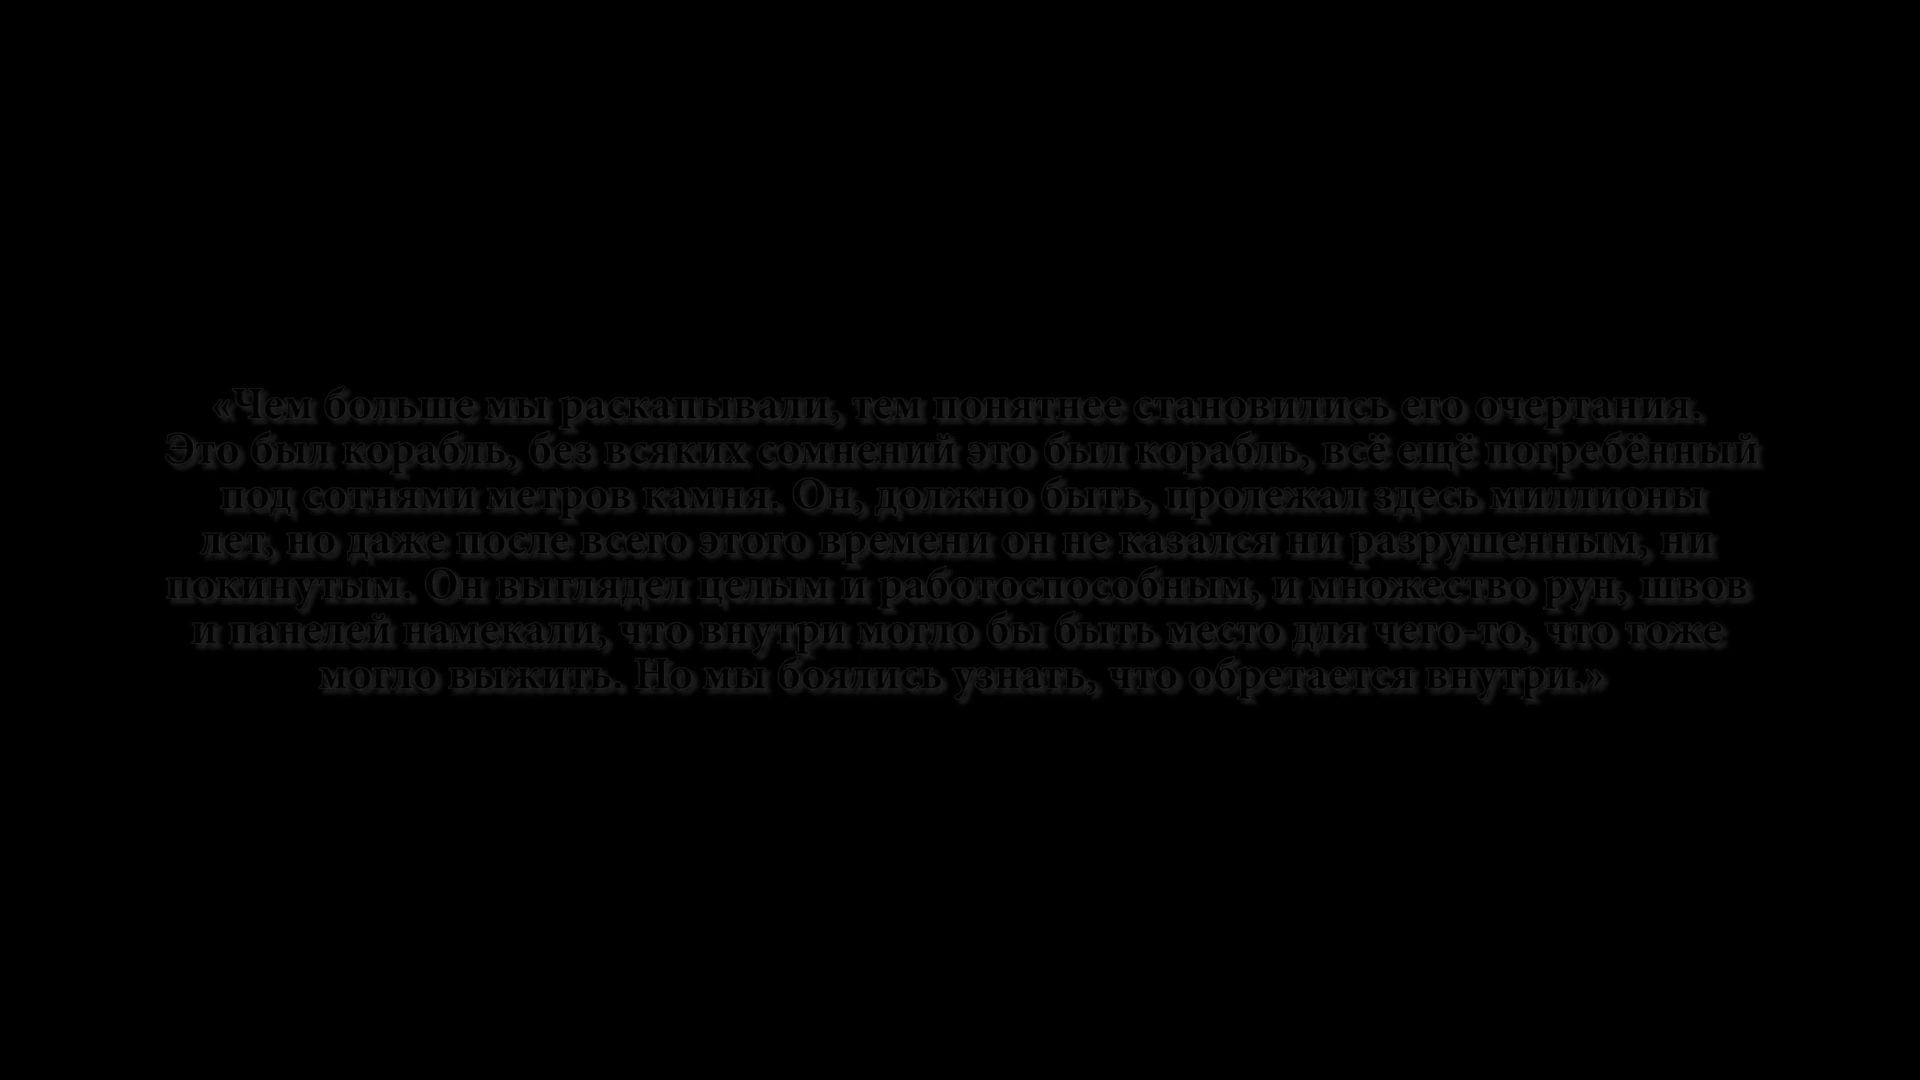 «Чем больше мы раскапывали, тем понятнее становились его очертания.
Это был корабль, без всяких сомнений это был корабль, всё ещё погребённый
под сотнями метров камня. Он, должно быть, пролежал здесь миллионы
лет, но даже после всего этого времени он не казался ни разрушенным, ни
покинутым. Он выглядел целым и работоспособным, и множество рун, швов
и панелей намекали, что внутри могло бы быть место для чего-то, что тоже
могло выжить. Но мы боялись узнать, что обретается внутри.»